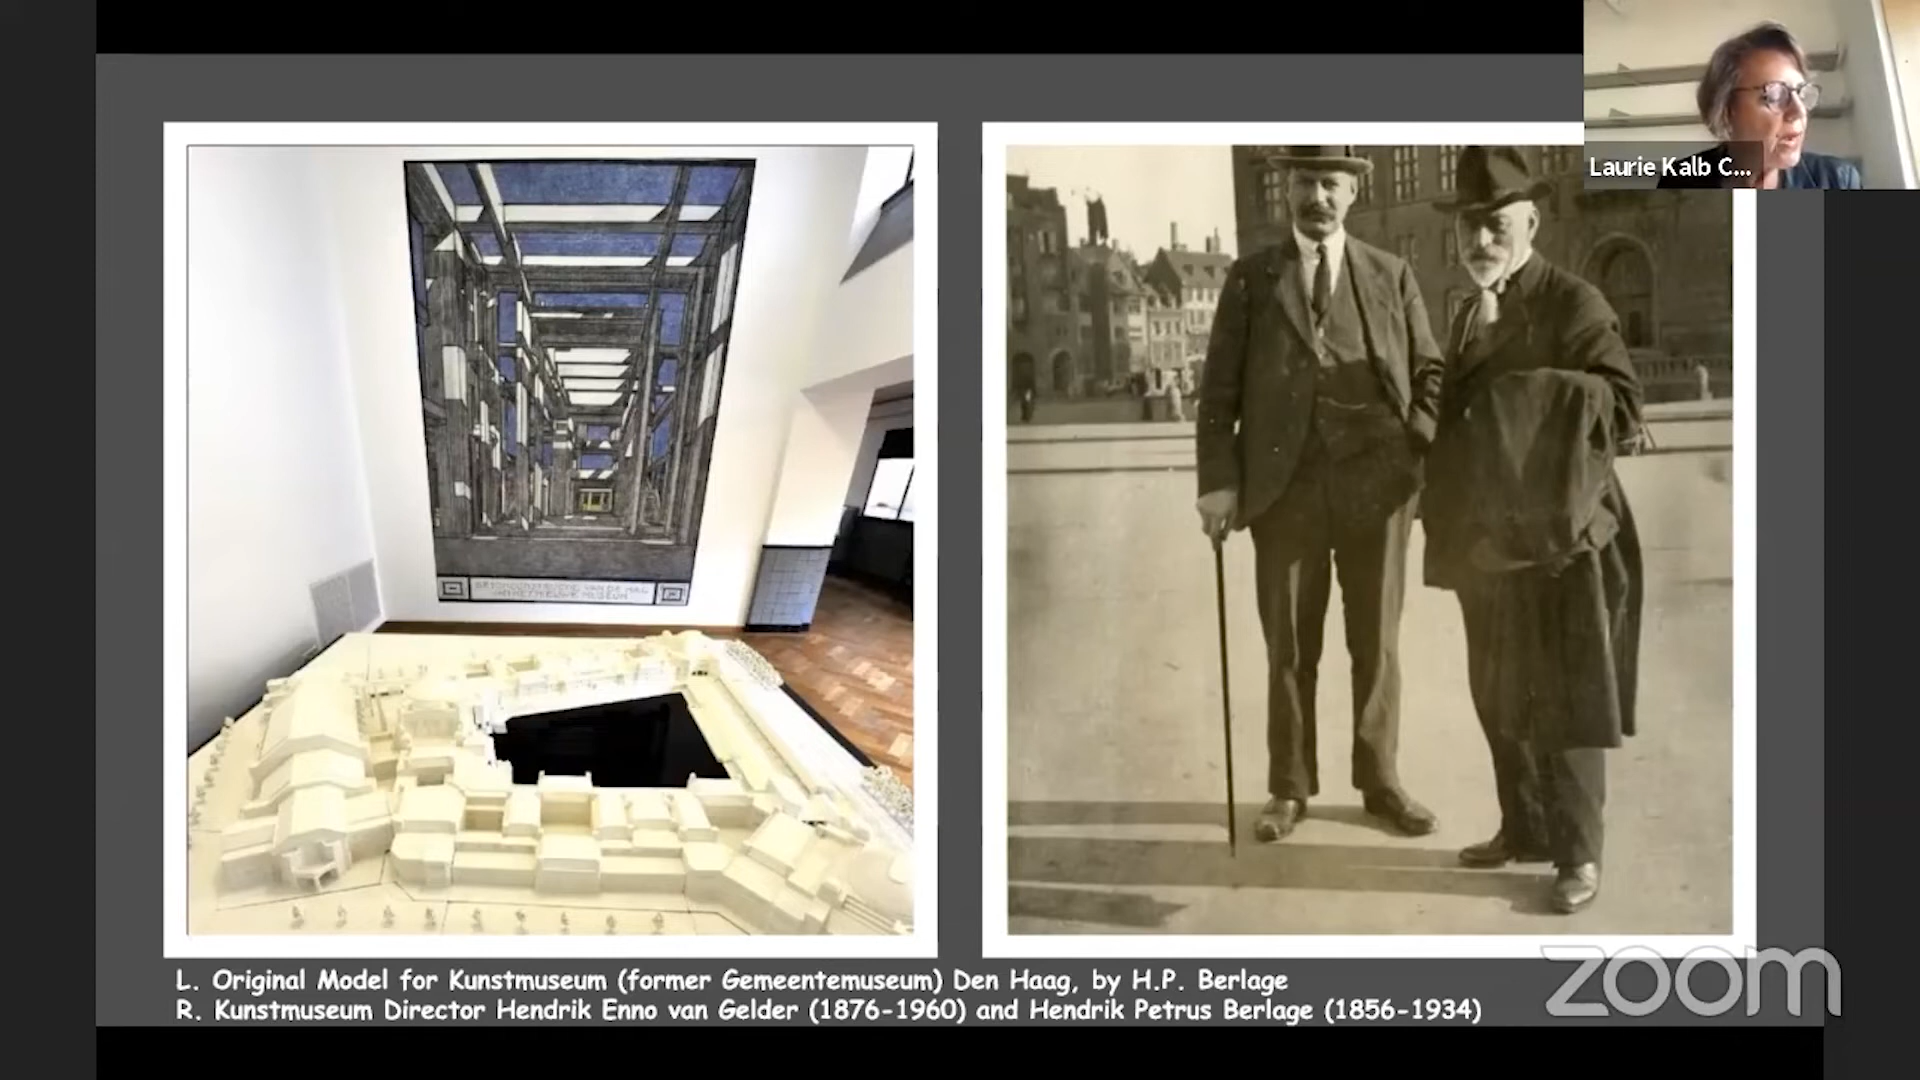 Laurie Kalb C...
L. Original Model for Kunstmuseum (former Gemeentemuseum) Den Haag, by H.P. Berlage
R. Kunstmuseum Director Hendrik Enno van Gelder (1876-1960) and Hendrik Petrus Berlage (1856-1934)
zoom